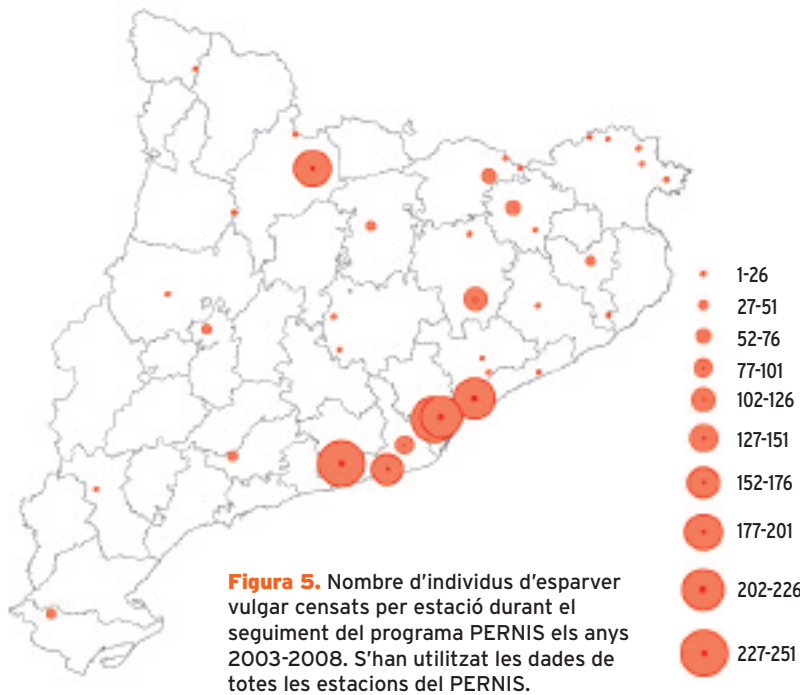 1-26
27-51
52-76
77-101
102-126
127-151
152-176
177-201
202-226
227-251
Figura 5. Nombre d'individus d'esparver
vulgar censats per estació durant el
seguiment del programa PERNIS els anys
2003-2008. S'han utilitzat les dades de
totes les estacions del PERNIS.